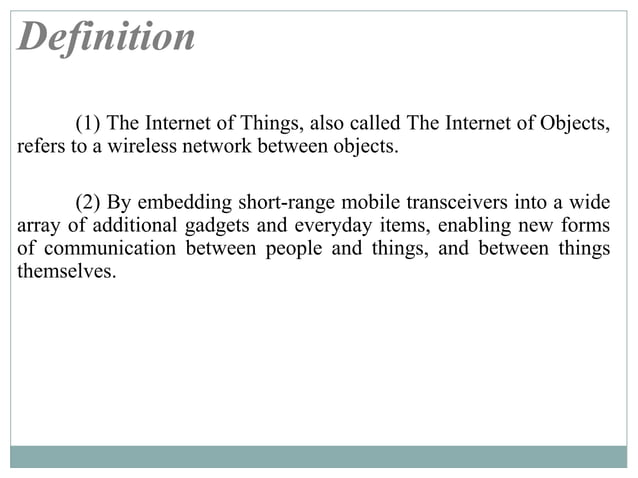 Definition
(1) The Internet of Things, also called The Internet of Objects,
refers to a wireless network between objects.
(2) By embedding short-range mobile transceivers into a wide
array of additional gadgets and everyday items, enabling new forms
of communication between people and things, and between things
themselves.